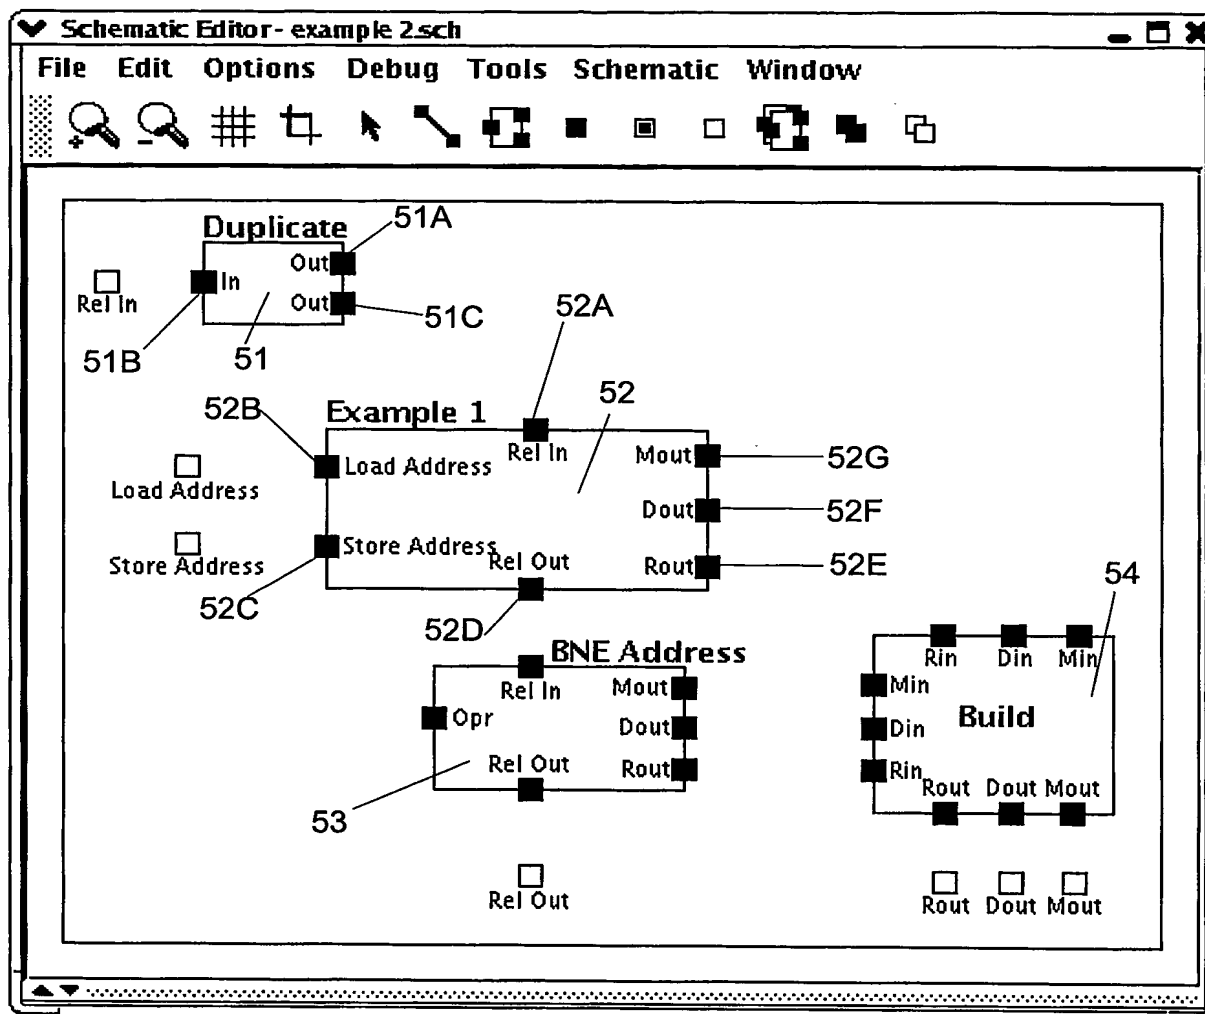 Schematic Editor - example 2.sch
File Edit Options Debug Tools Schematic Window
Duplicate
51A
Rel In
In
Out
Out
51C
51B
51
52A
52B
Example 1
52
Rel In
Mout
52G
Load Address
Load Address
Dout
52F
Store Address
Store Address
Rel Out
Rout
52E
52C
52D
54
BNE Address
Rel In
Mout
Opr
Dout
Rel Out
Rout
53
Rin Din Min
Min
Build
Din
Rin
Rout Dout Mout
Rel Out
Rout Dout Mout